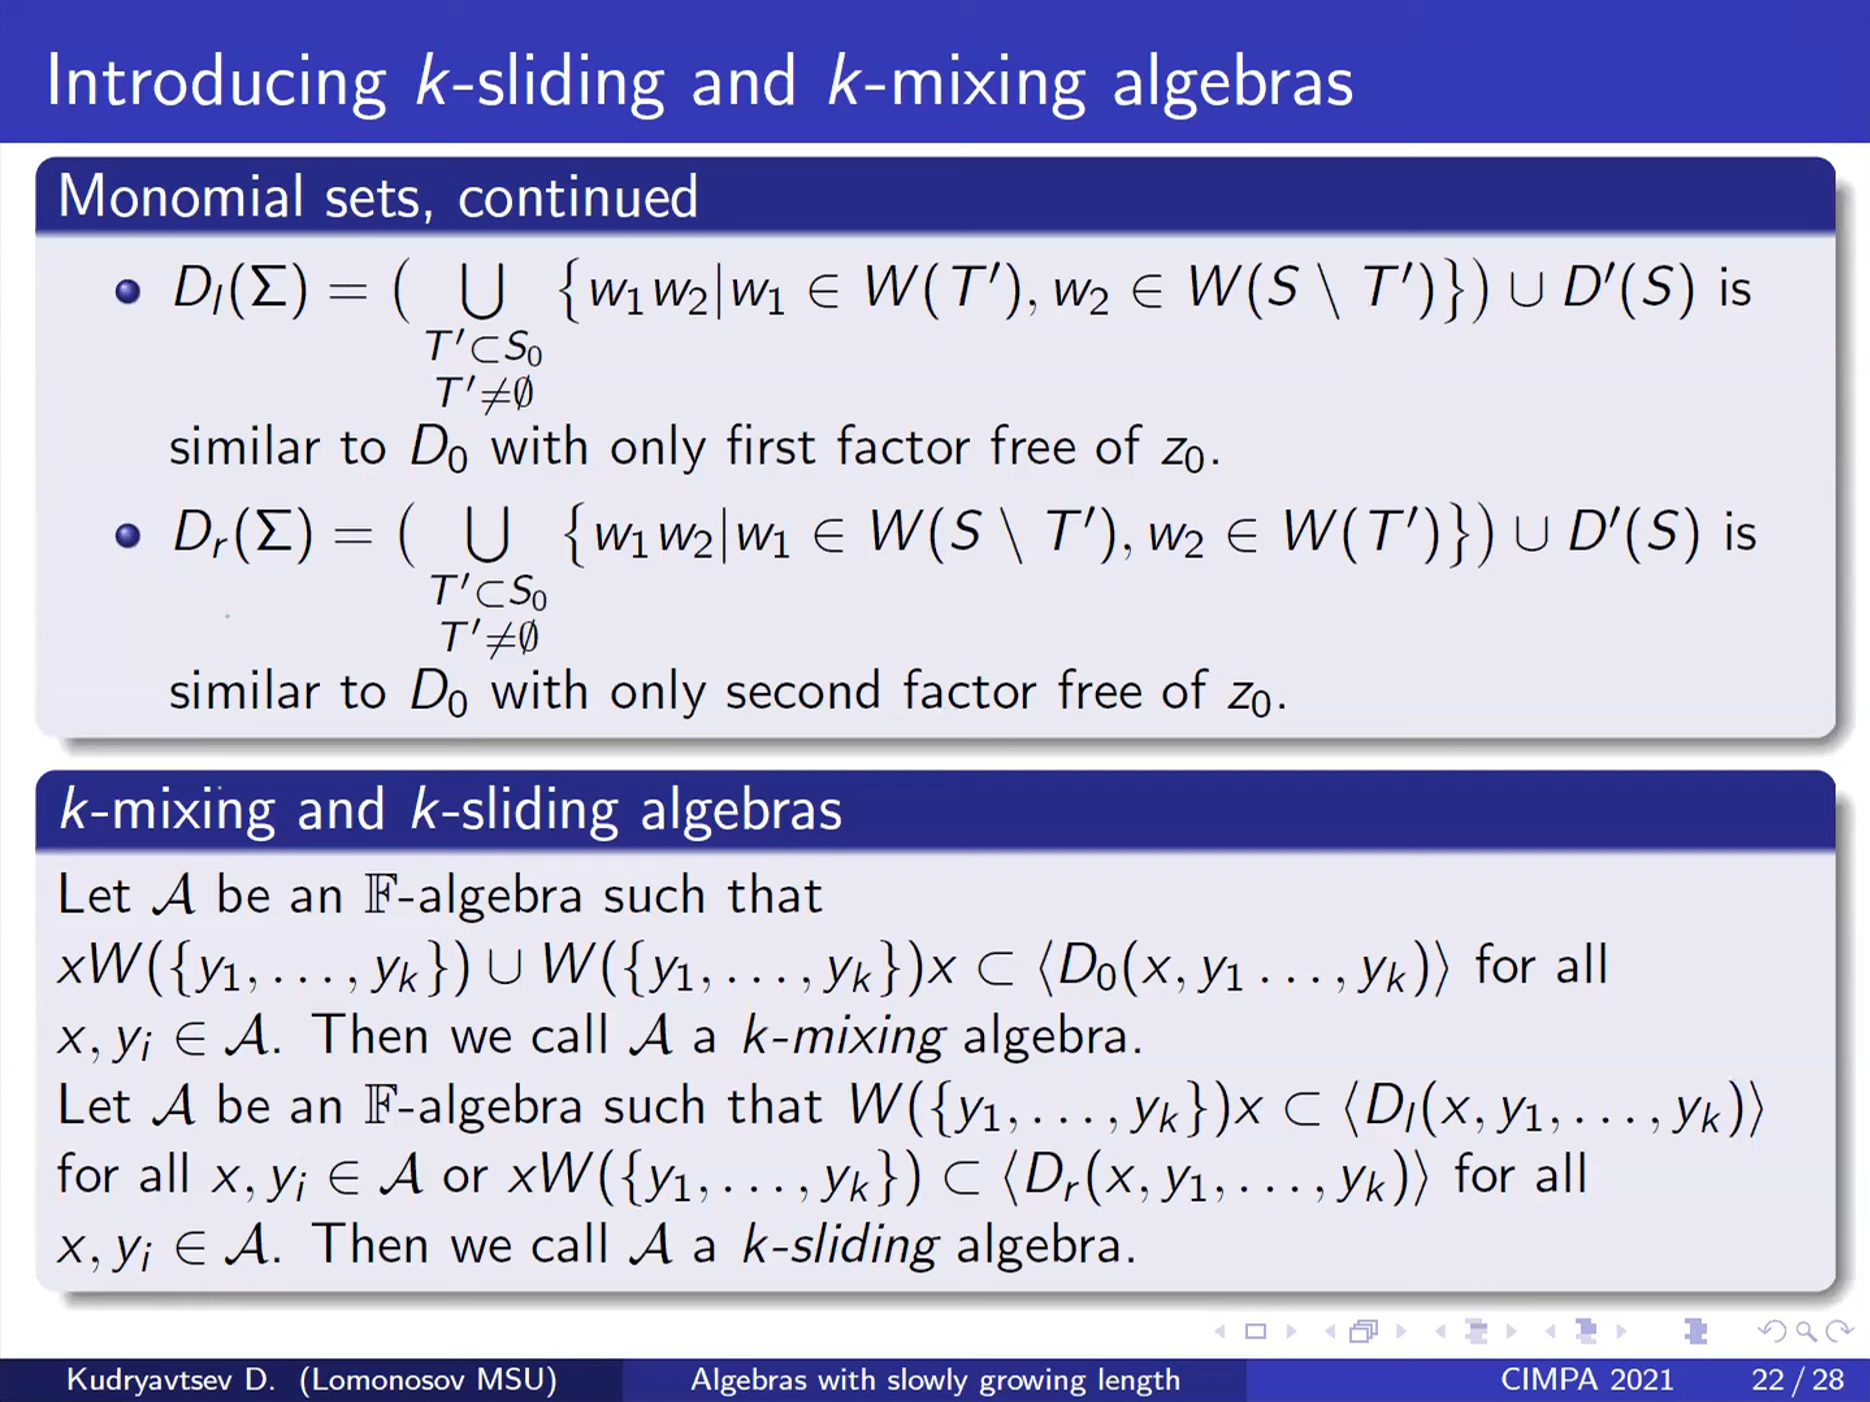 Introducing k-sliding and k-mixing algebras
Monomial sets, continued
D_l(Σ) = ( ⋃_{T′⊂S_0, T′≠∅} {w_1w_2|w_1 ∈ W(T′), w_2 ∈ W(S \ T′)}) ∪ D′(S) is
similar to D_0 with only first factor free of z_0.
D_r(Σ) = ( ⋃_{T′⊂S_0, T′≠∅} {w_1w_2|w_1 ∈ W(S \ T′), w_2 ∈ W(T′)}) ∪ D′(S) is
similar to D_0 with only second factor free of z_0.
k-mixing and k-sliding algebras
Let 𝒜 be an 𝔽-algebra such that
xW({y_1, . . . , y_k}) ∪ W({y_1, . . . , y_k})x ⊂ ⟨D_0(x, y_1 . . . , y_k)⟩ for all
x, y_i ∈ 𝒜. Then we call 𝒜 a k-mixing algebra.
Let 𝒜 be an 𝔽-algebra such that W({y_1, . . . , y_k})x ⊂ ⟨D_l(x, y_1, . . . , y_k)⟩
for all x, y_i ∈ 𝒜 or xW({y_1, . . . , y_k}) ⊂ ⟨D_r(x, y_1, . . . , y_k)⟩ for all
x, y_i ∈ 𝒜. Then we call 𝒜 a k-sliding algebra.
Kudryavtsev D. (Lomonosov MSU) Algebras with slowly growing length CIMPA 2021 22 / 28